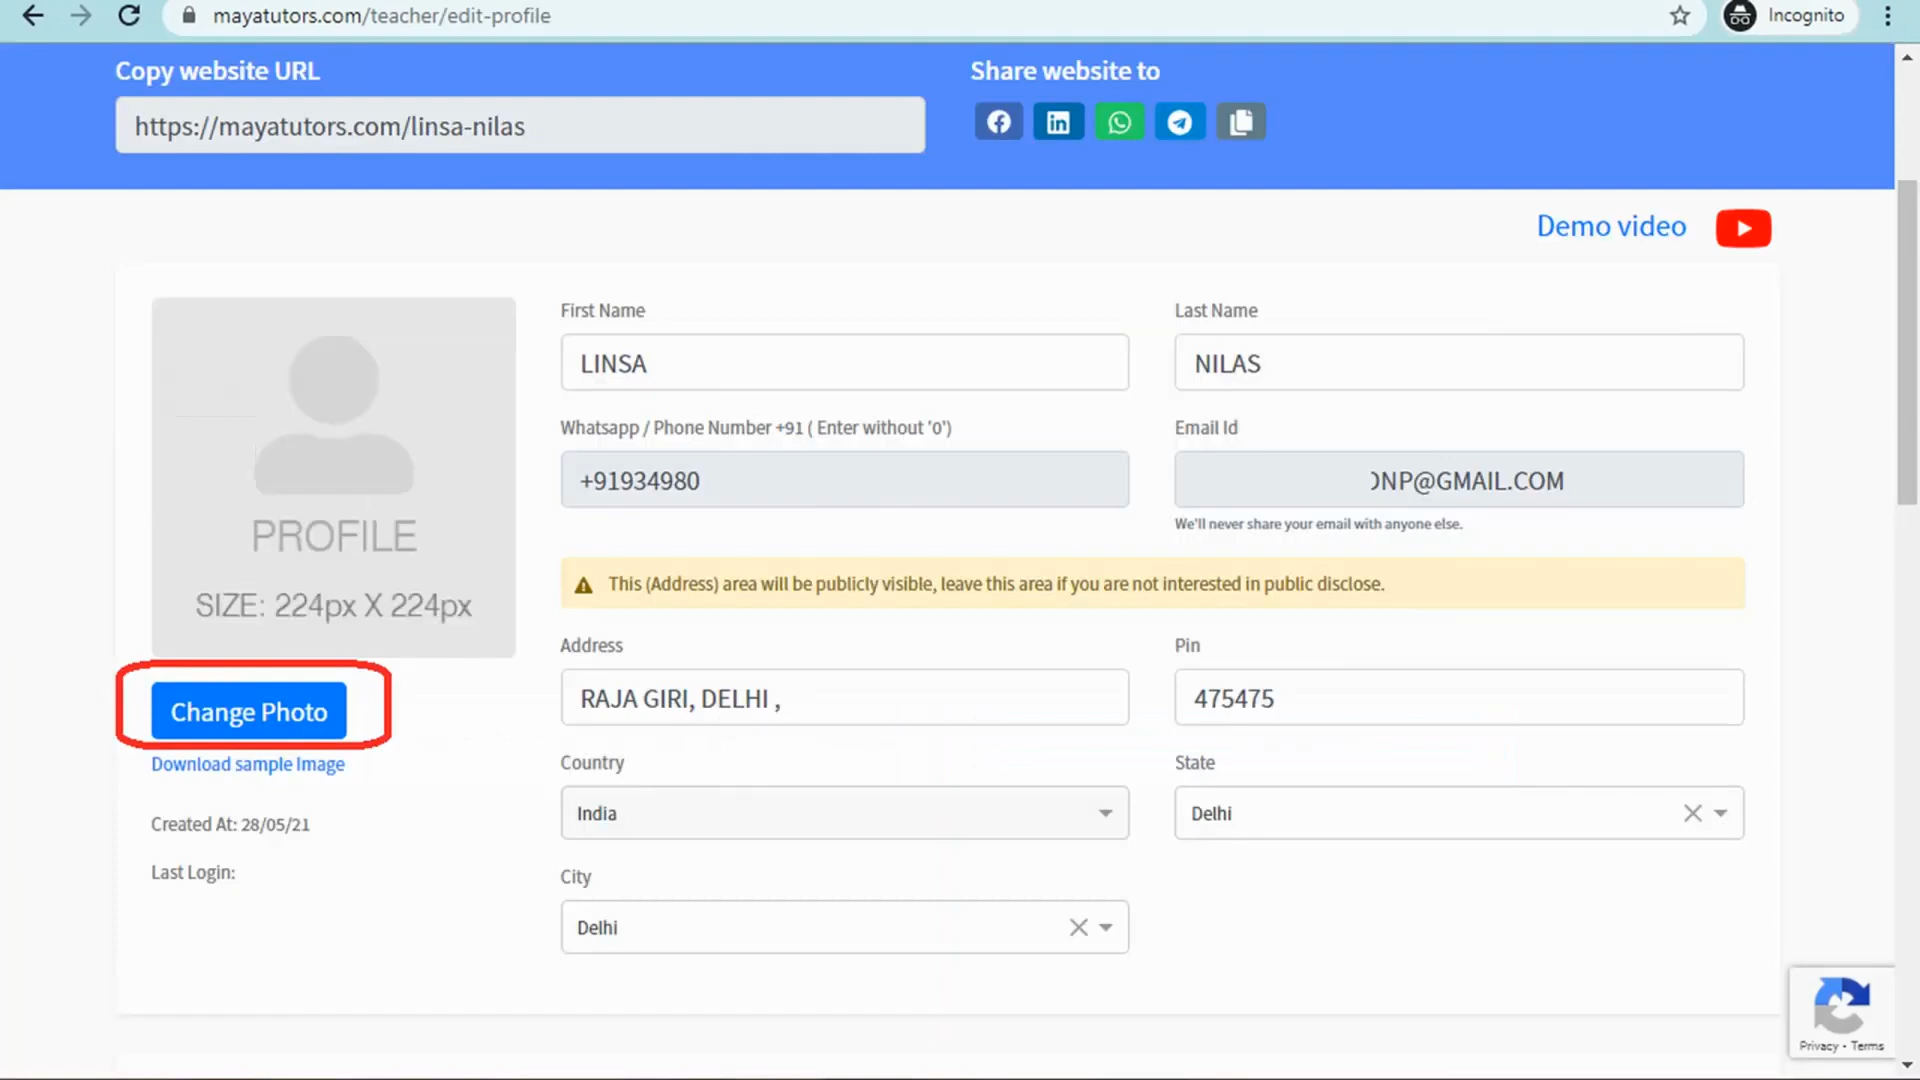 mayatutors.com/teacher/edit-profile
Incognito
Copy website URL
Share website to
https://mayatutors.com/linsa-nilas
Demo video
PROFILE
SIZE: 224px X 224px
Change Photo
Download sample Image
Created At: 28/05/21
Last Login:
First Name
Last Name
LINSA
NILAS
Whatsapp / Phone Number +91 ( Enter without '0')
Email Id
+91934980
NP@GMAIL.COM
We'll never share your email with anyone else.
This (Address) area will be publicly visible, leave this area if you are not interested in public disclose.
Address
Pin
RAJA GIRI, DELHI ,
475475
Country
State
India
Delhi
City
Delhi
Privacy - Terms